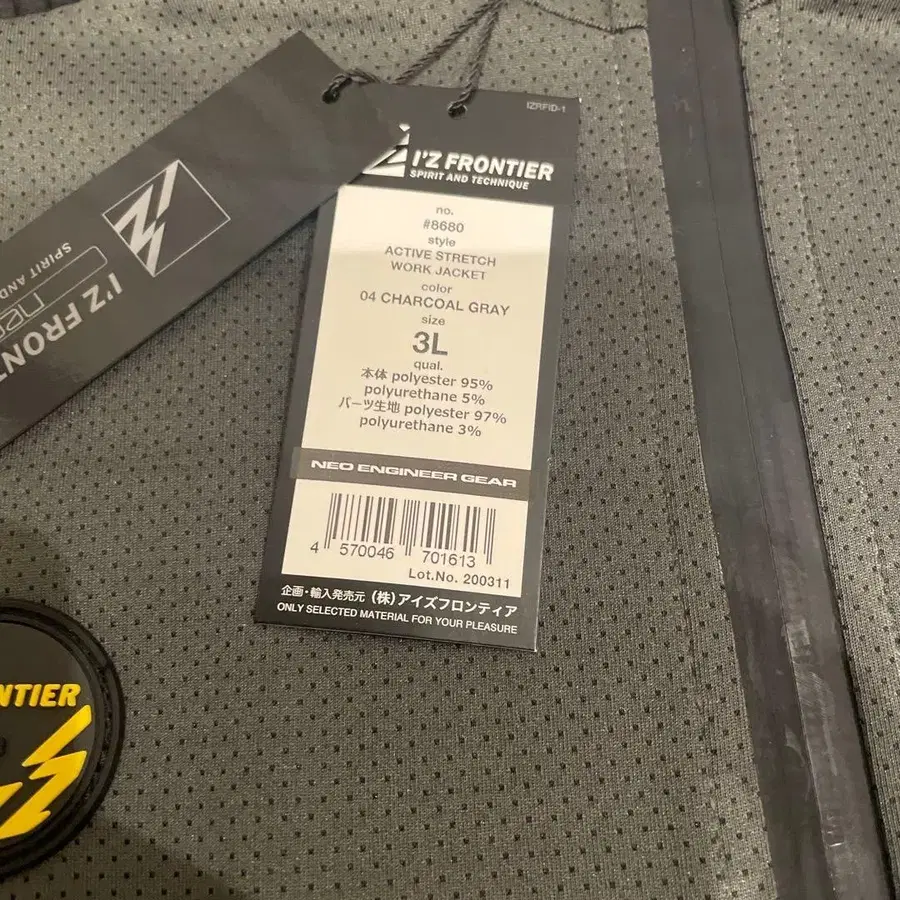 IZRFID-1
I'Z FRONTIER
SPIRIT AND TECHNIQUE
no.
#8680
style
ACTIVE STRETCH
WORK JACKET
color
04 CHARCOAL GRAY
size
3L
qual.
本体 polyester 95%
polyurethane 5%
パーツ生地 polyester 97%
polyurethane 3%
NEO ENGINEER GEAR
4 570046 701613
Lot.No. 200311
企画・輸入発売元 (株)アイズフロンティア
ONLY SELECTED MATERIAL FOR YOUR PLEASURE
I'Z FRONT
SPIRIT AND
NTIER